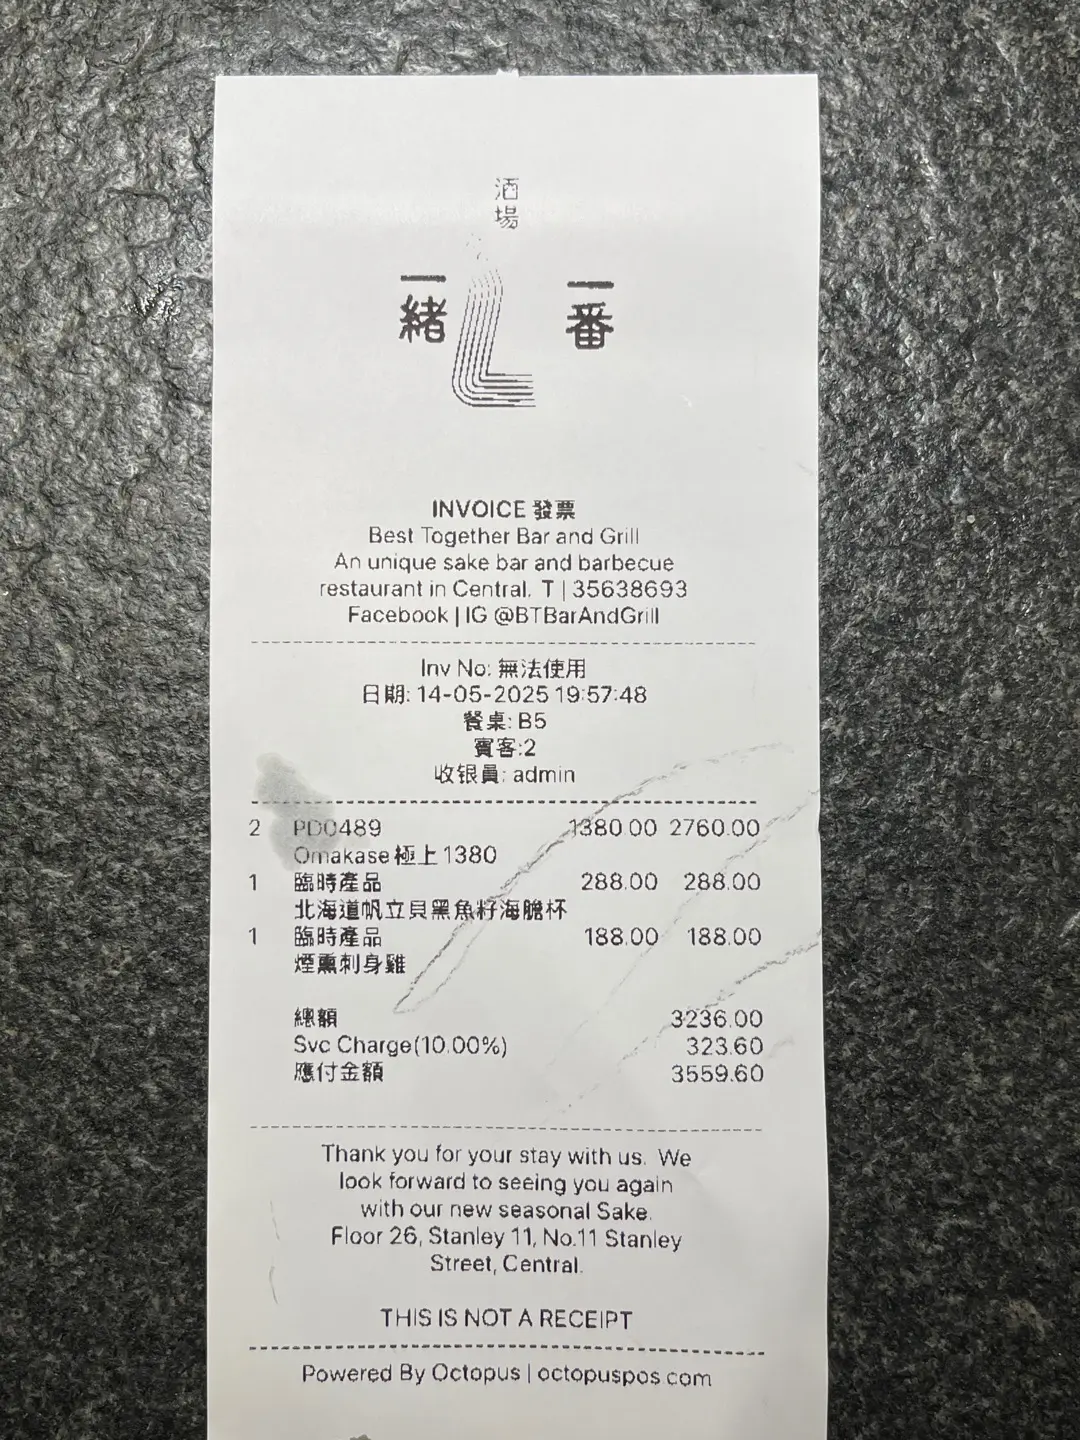 酒
場
一
緒
一
番
INVOICE 發票
Best Together Bar and Grill
An unique sake bar and barbecue
restaurant in Central. T | 35638693
Facebook | IG @BTBarAndGrill
Inv No: 無法使用
日期: 14-05-2025 19:57:48
餐桌: B5
賓客:2
收银員: admin
2 PD0489 1380.00 2760.00
Omakase 極上 1380
1 臨時產品 288.00 288.00
北海道帆立貝黑魚籽海膽杯
1 臨時產品 188.00 188.00
煙熏刺身雞
總額 3236.00
Svc Charge(10.00%) 323.60
應付金額 3559.60
Thank you for your stay with us. We
look forward to seeing you again
with our new seasonal Sake.
Floor 26, Stanley 11, No.11 Stanley
Street, Central.
THIS IS NOT A RECEIPT
Powered By Octopus | octopuspos.com